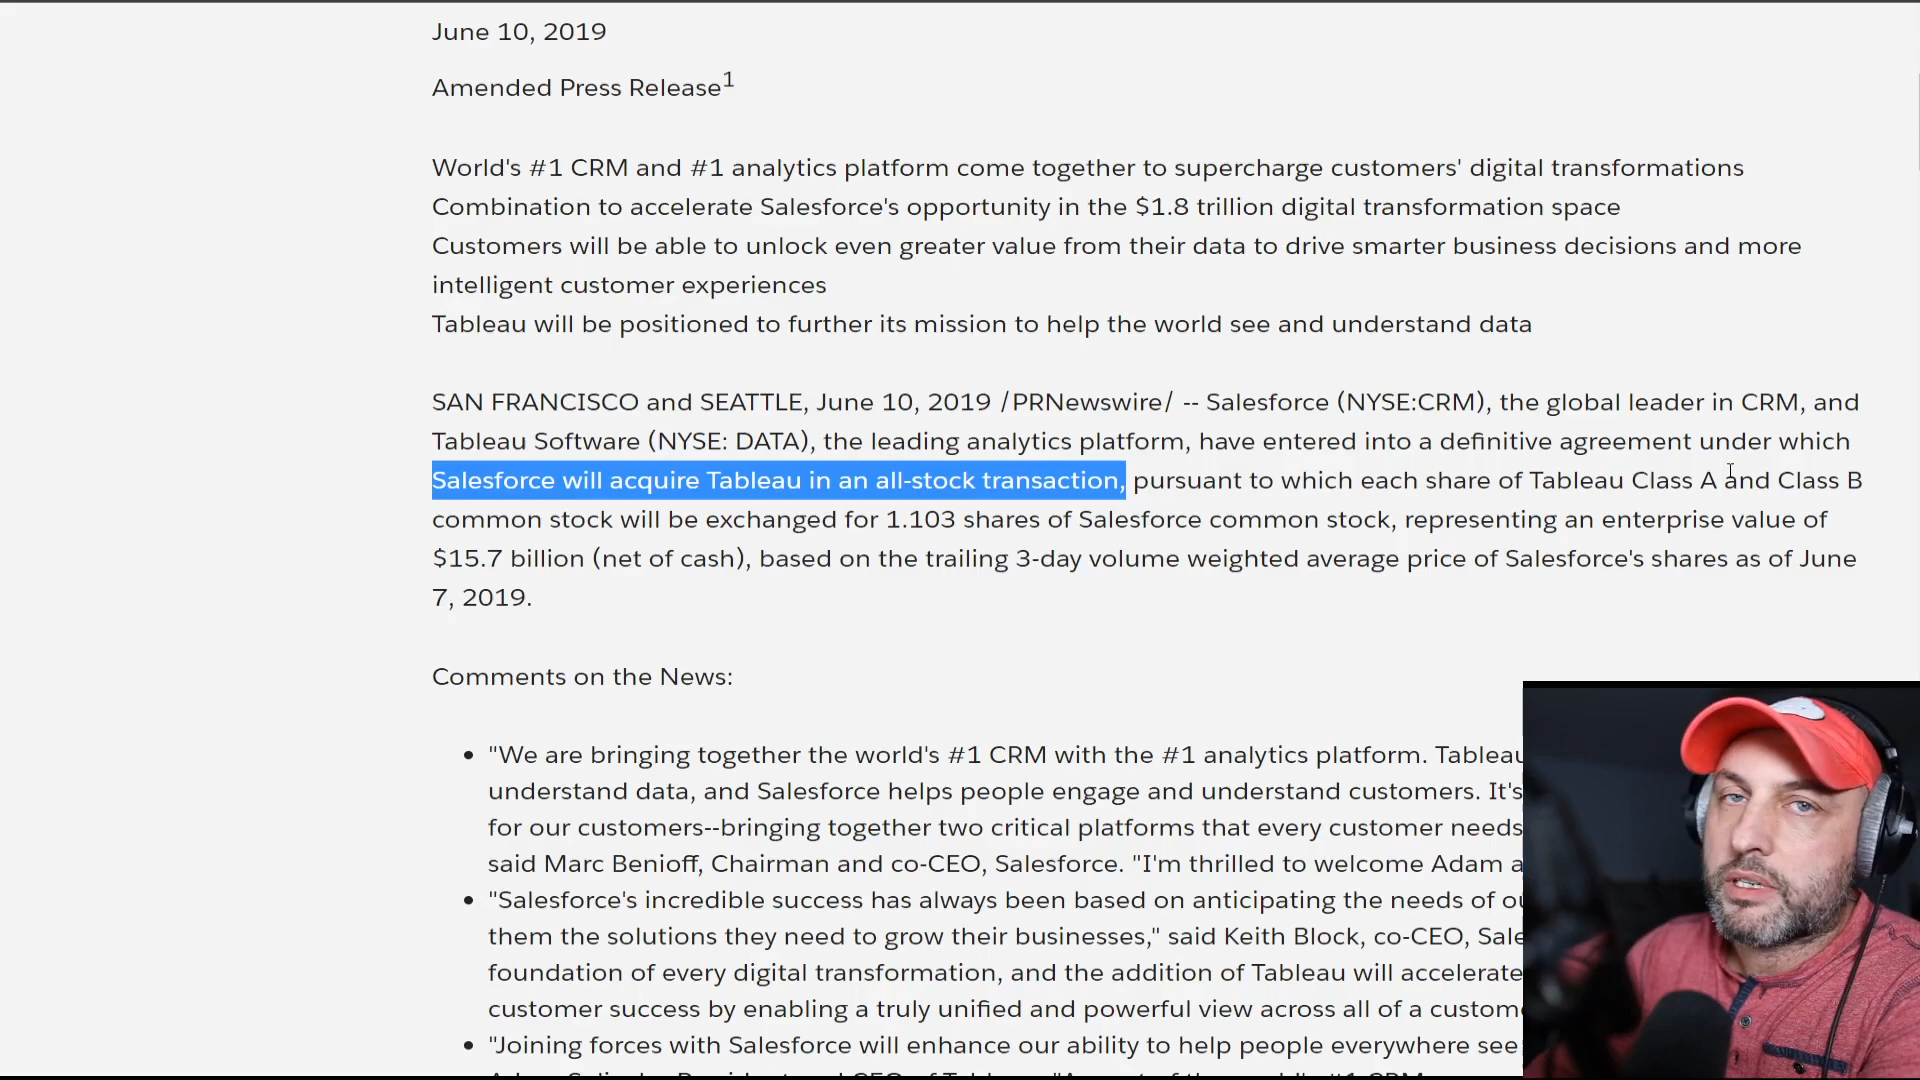 June 10, 2019
Amended Press Release1
World's #1 CRM and #1 analytics platform come together to supercharge customers' digital transformations
Combination to accelerate Salesforce's opportunity in the $1.8 trillion digital transformation space
Customers will be able to unlock even greater value from their data to drive smarter business decisions and more
intelligent customer experiences
Tableau will be positioned to further its mission to help the world see and understand data
SAN FRANCISCO and SEATTLE, June 10, 2019 /PRNewswire/ -- Salesforce (NYSE:CRM), the global leader in CRM, and
Tableau Software (NYSE: DATA), the leading analytics platform, have entered into a definitive agreement under which
Salesforce will acquire Tableau in an all-stock transaction, pursuant to which each share of Tableau Class A and Class B
common stock will be exchanged for 1.103 shares of Salesforce common stock, representing an enterprise value of
$15.7 billion (net of cash), based on the trailing 3-day volume weighted average price of Salesforce's shares as of June
7, 2019.
Comments on the News:
• "We are bringing together the world's #1 CRM with the #1 analytics platform. Tableau
understand data, and Salesforce helps people engage and understand customers. It's
for our customers--bringing together two critical platforms that every customer needs
said Marc Benioff, Chairman and co-CEO, Salesforce. "I'm thrilled to welcome Adam
• "Salesforce's incredible success has always been based on anticipating the needs of
them the solutions they need to grow their businesses," said Keith Block, co-CEO,
foundation of every digital transformation, and the addition of Tableau will accelerate
customer success by enabling a truly unified and powerful view across all of a
• "Joining forces with Salesforce will enhance our ability to help people everywhere see